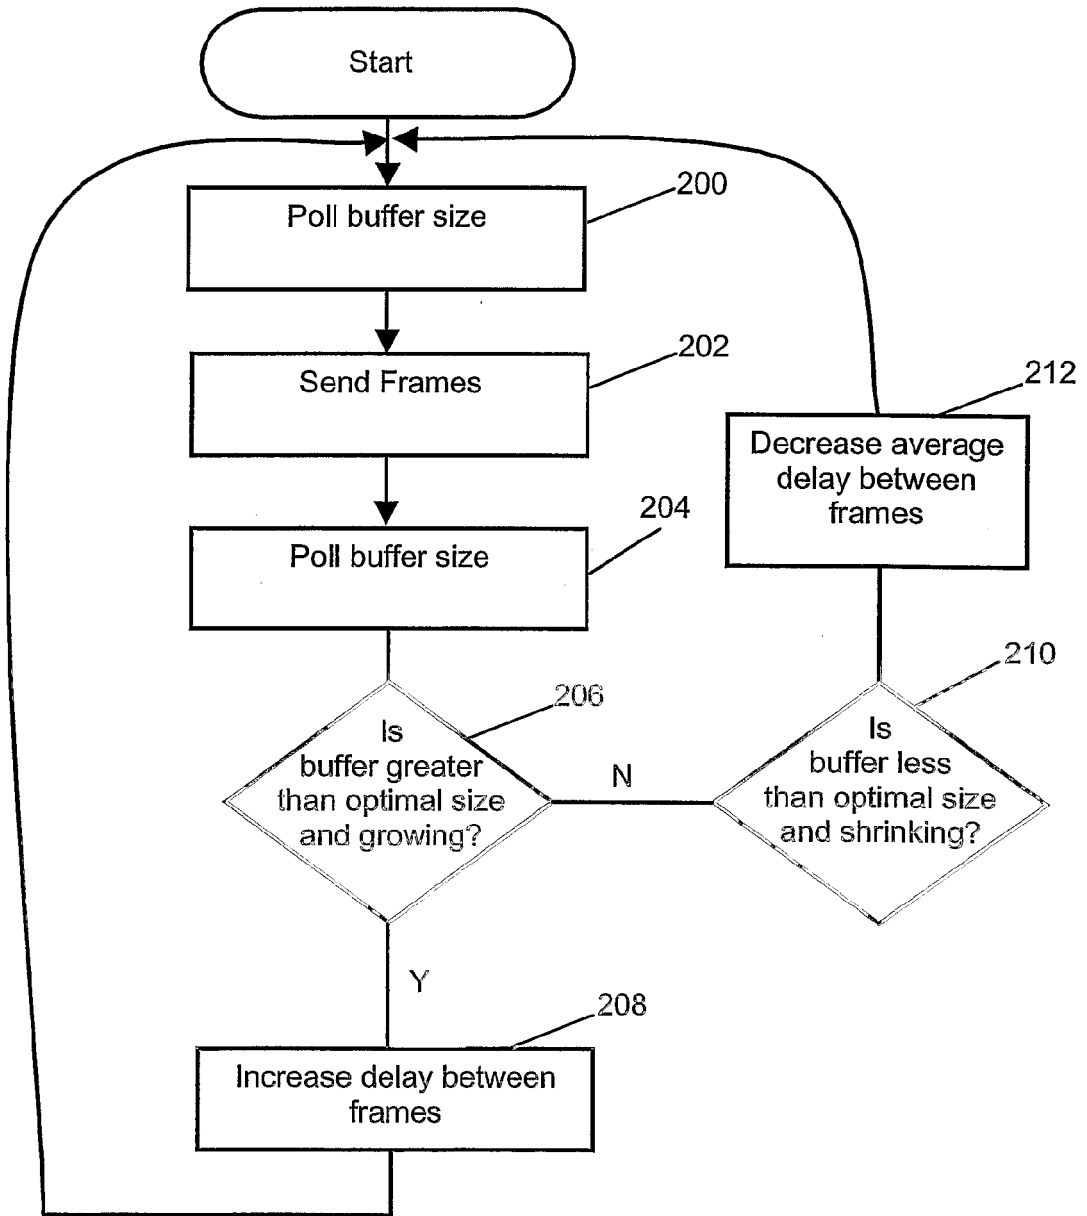 Start
200
Poll buffer size
202
Send Frames
212
Decrease average
delay between
frames
204
Poll buffer size
210
206
Is
buffer greater
than optimal size
and growing?
N
Is
buffer less
than optimal size
and shrinking?
Y
208
Increase delay between
frames